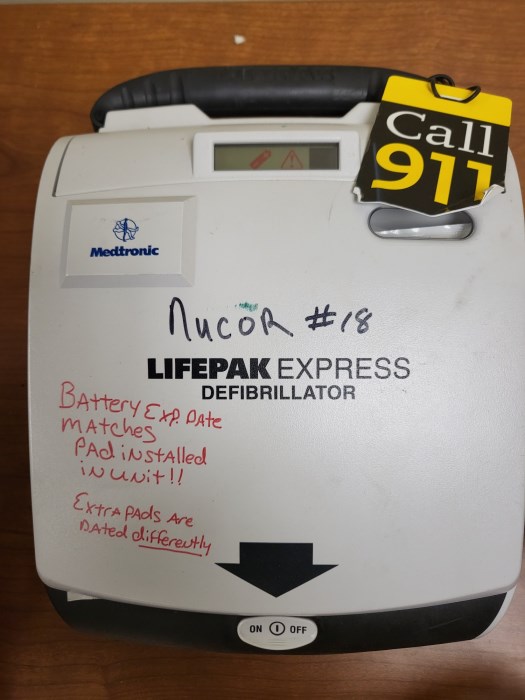 Call
911
Medtronic
Nucor #18
LIFEPAK EXPRESS
DEFIBRILLATOR
Battery Exp. Date
matches
Pad installed
in unit!!
Extra pads are
Dated differently
ON OFF